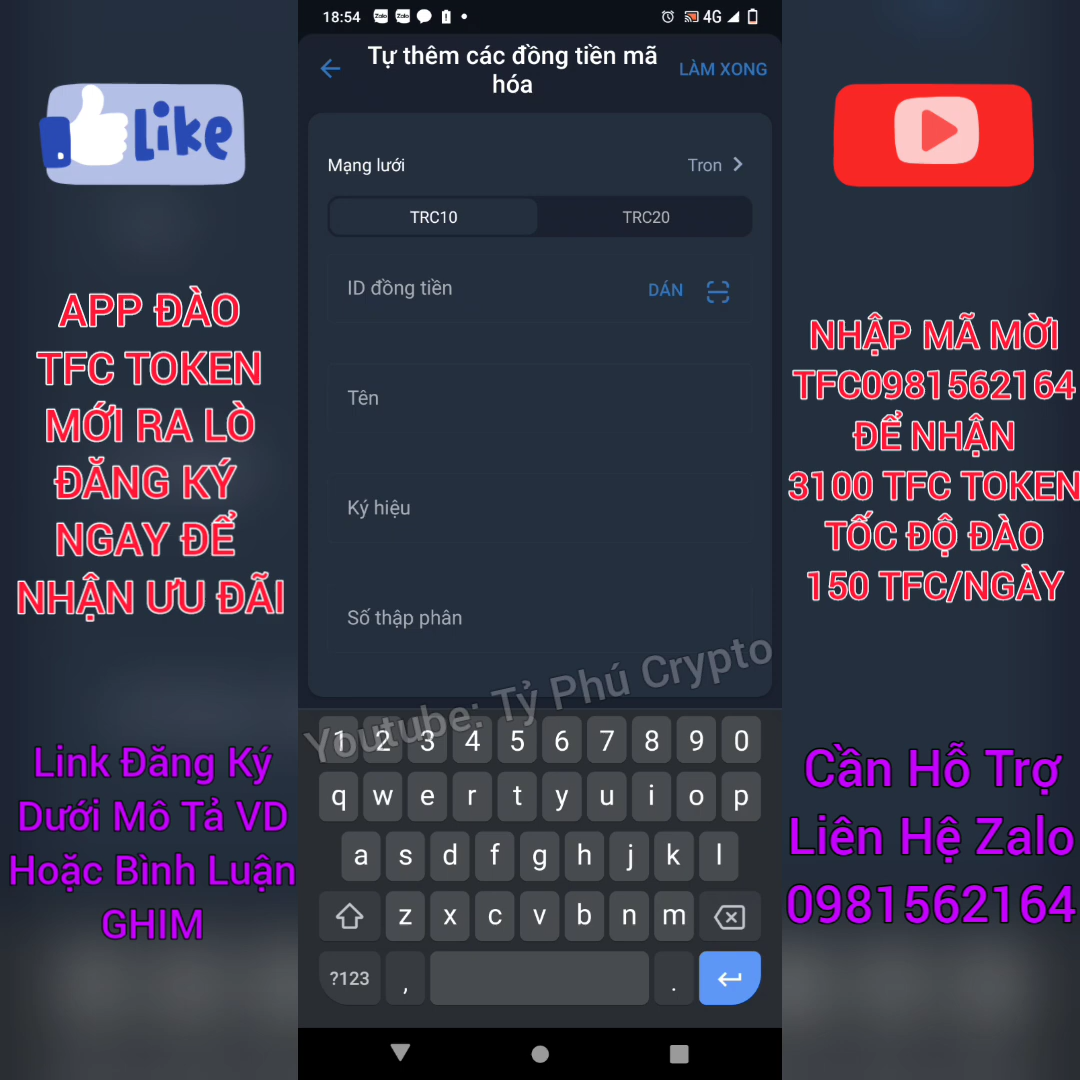 18:54
Zalo
Zalo
4G
Tự thêm các đồng tiền mã
hóa
LÀM XONG
Like
Mạng lưới
Tron
TRC10
TRC20
ID đồng tiền
DÁN
Tên
Ký hiệu
Số thập phân
APP ĐÀO
TFC TOKEN
MỚI RA LÒ
ĐĂNG KÝ
NGAY ĐỂ
NHẬN ƯU ĐÃI
NHẬP MÃ MỜI
TFC0981562164
ĐỂ NHẬN
3100 TFC TOKEN
TỐC ĐỘ ĐÀO
150 TFC/NGÀY
Youtube: Tỷ Phú Crypto
Link Đăng Ký
Dưới Mô Tả VD
Hoặc Bình Luận
GHIM
Cần Hỗ Trợ
Liên Hệ Zalo
0981562164
1 2 3 4 5 6 7 8 9 0
q w e r t y u i o p
a s d f g h j k l
z x c v b n m
?123 , .